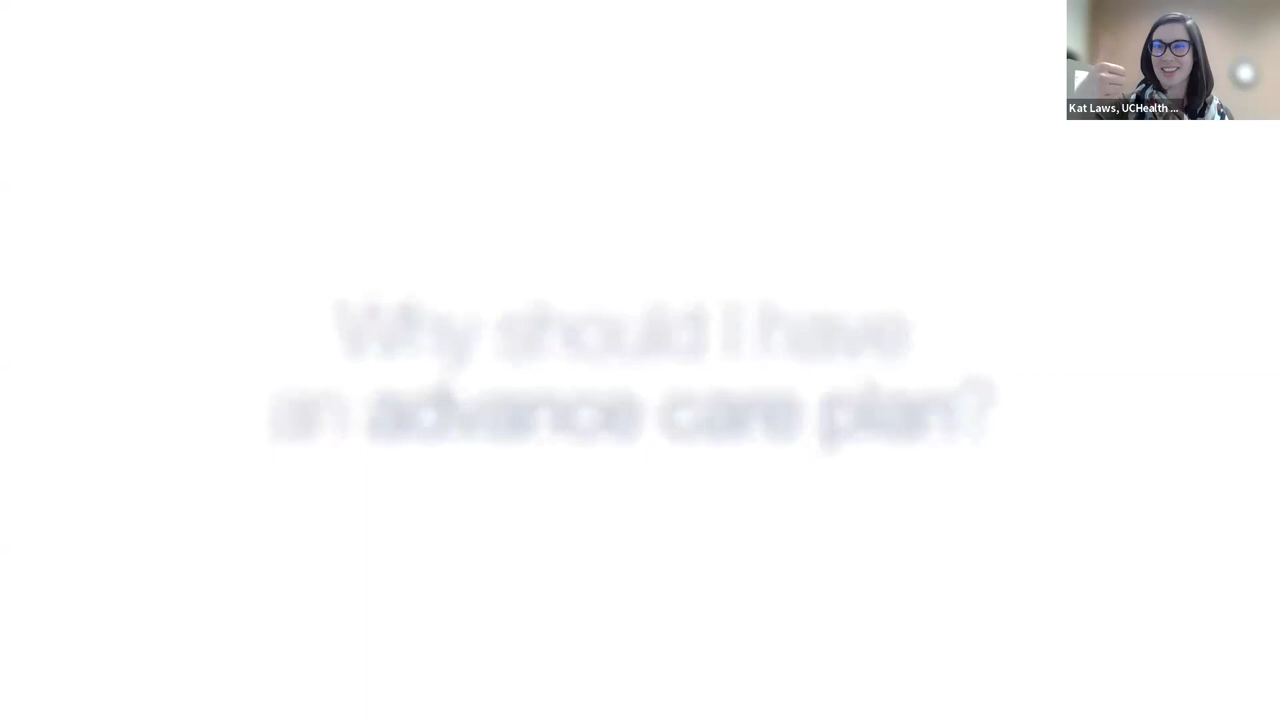 Kat Laws, UCHealth ...
Why should I have
an advance care plan?